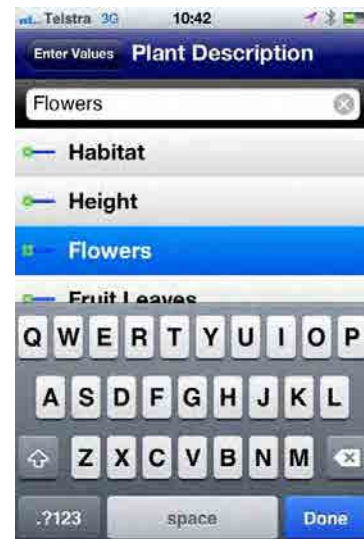 Telstra 3G 10:42
Enter Values Plant Description
Flowers
Habitat
Height
Flowers
Fruit Leaves
Q W E R T Y U I O P
A S D F G H J K L
Z X C V B N M
.?123 space Done